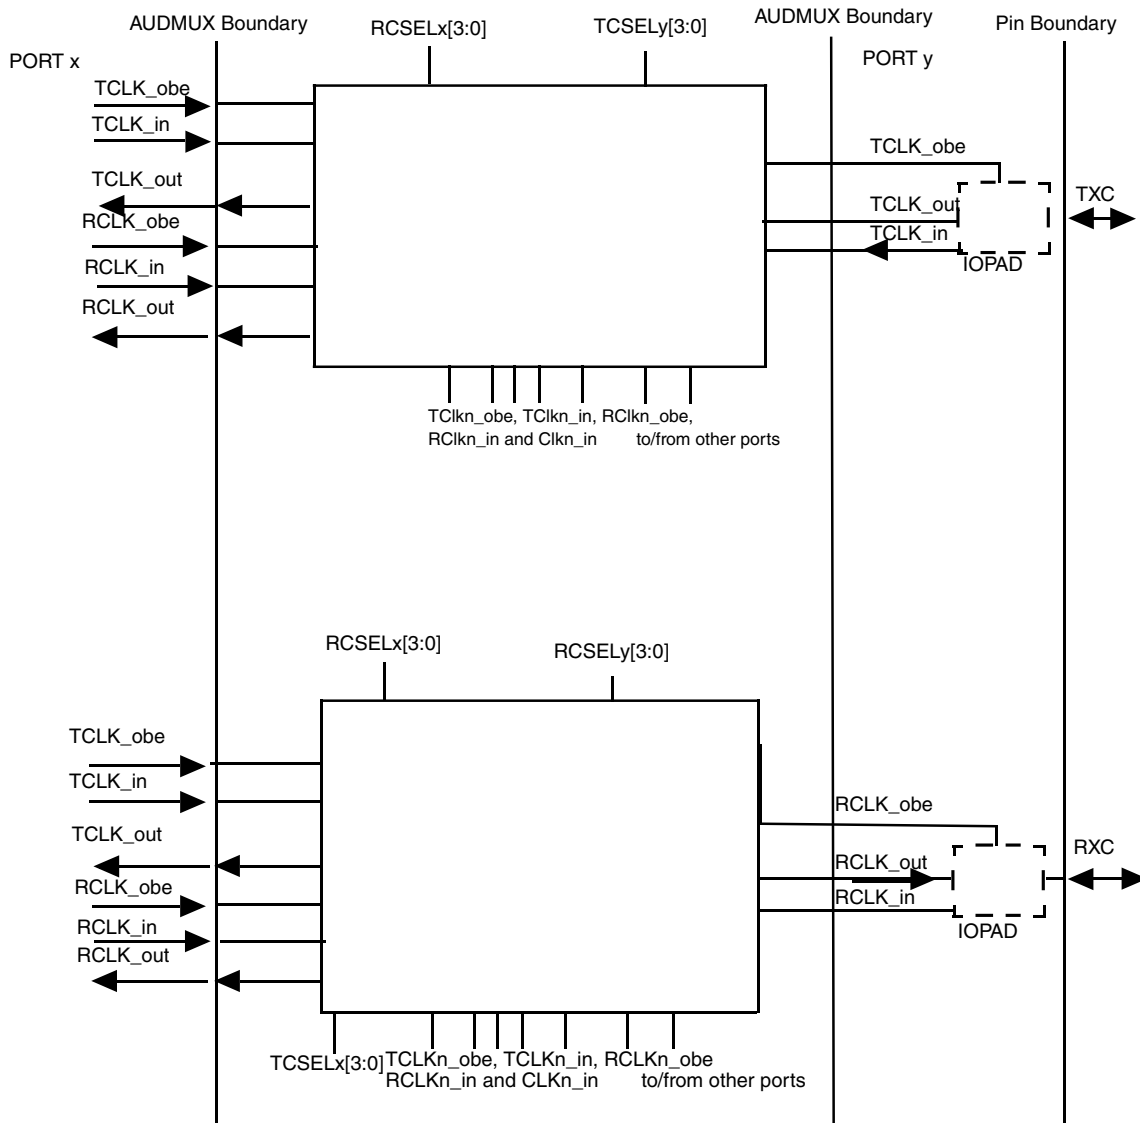 AUDMUX Boundary
AUDMUX Boundary
Pin Boundary
RCSELx[3:0]
TCSELy[3:0]
PORT x
PORT y
TCLK_obe
TCLK_in
TCLK_out
RCLK_obe
RCLK_in
RCLK_out
TCLK_obe
TCLK_out
TCLK_in
TXC
IOPAD
TClkn_obe, TClkn_in, RClkn_obe,
RClkn_in and Clkn_in to/from other ports
RCSELx[3:0]
RCSELy[3:0]
TCLK_obe
TCLK_in
TCLK_out
RCLK_obe
RCLK_in
RCLK_out
RCLK_obe
RCLK_out
RCLK_in
RXC
IOPAD
TCSELx[3:0]
TCLKn_obe, TCLKn_in, RCLKn_obe
RCLKn_in and CLKn_in to/from other ports